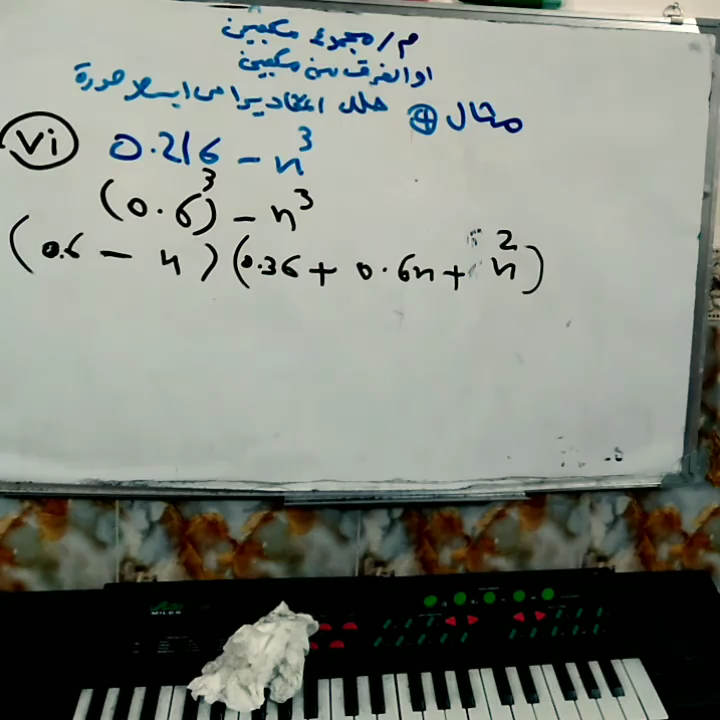 م/ مجموع مكعبين
او الفرق بين مكعبين
مثال ④ حلل المقادير الى ابسط صورة
vi 0.216 - n³
(0.6)³ - n³
(0.6 - n)(0.36 + 0.6n + n²)
MILES